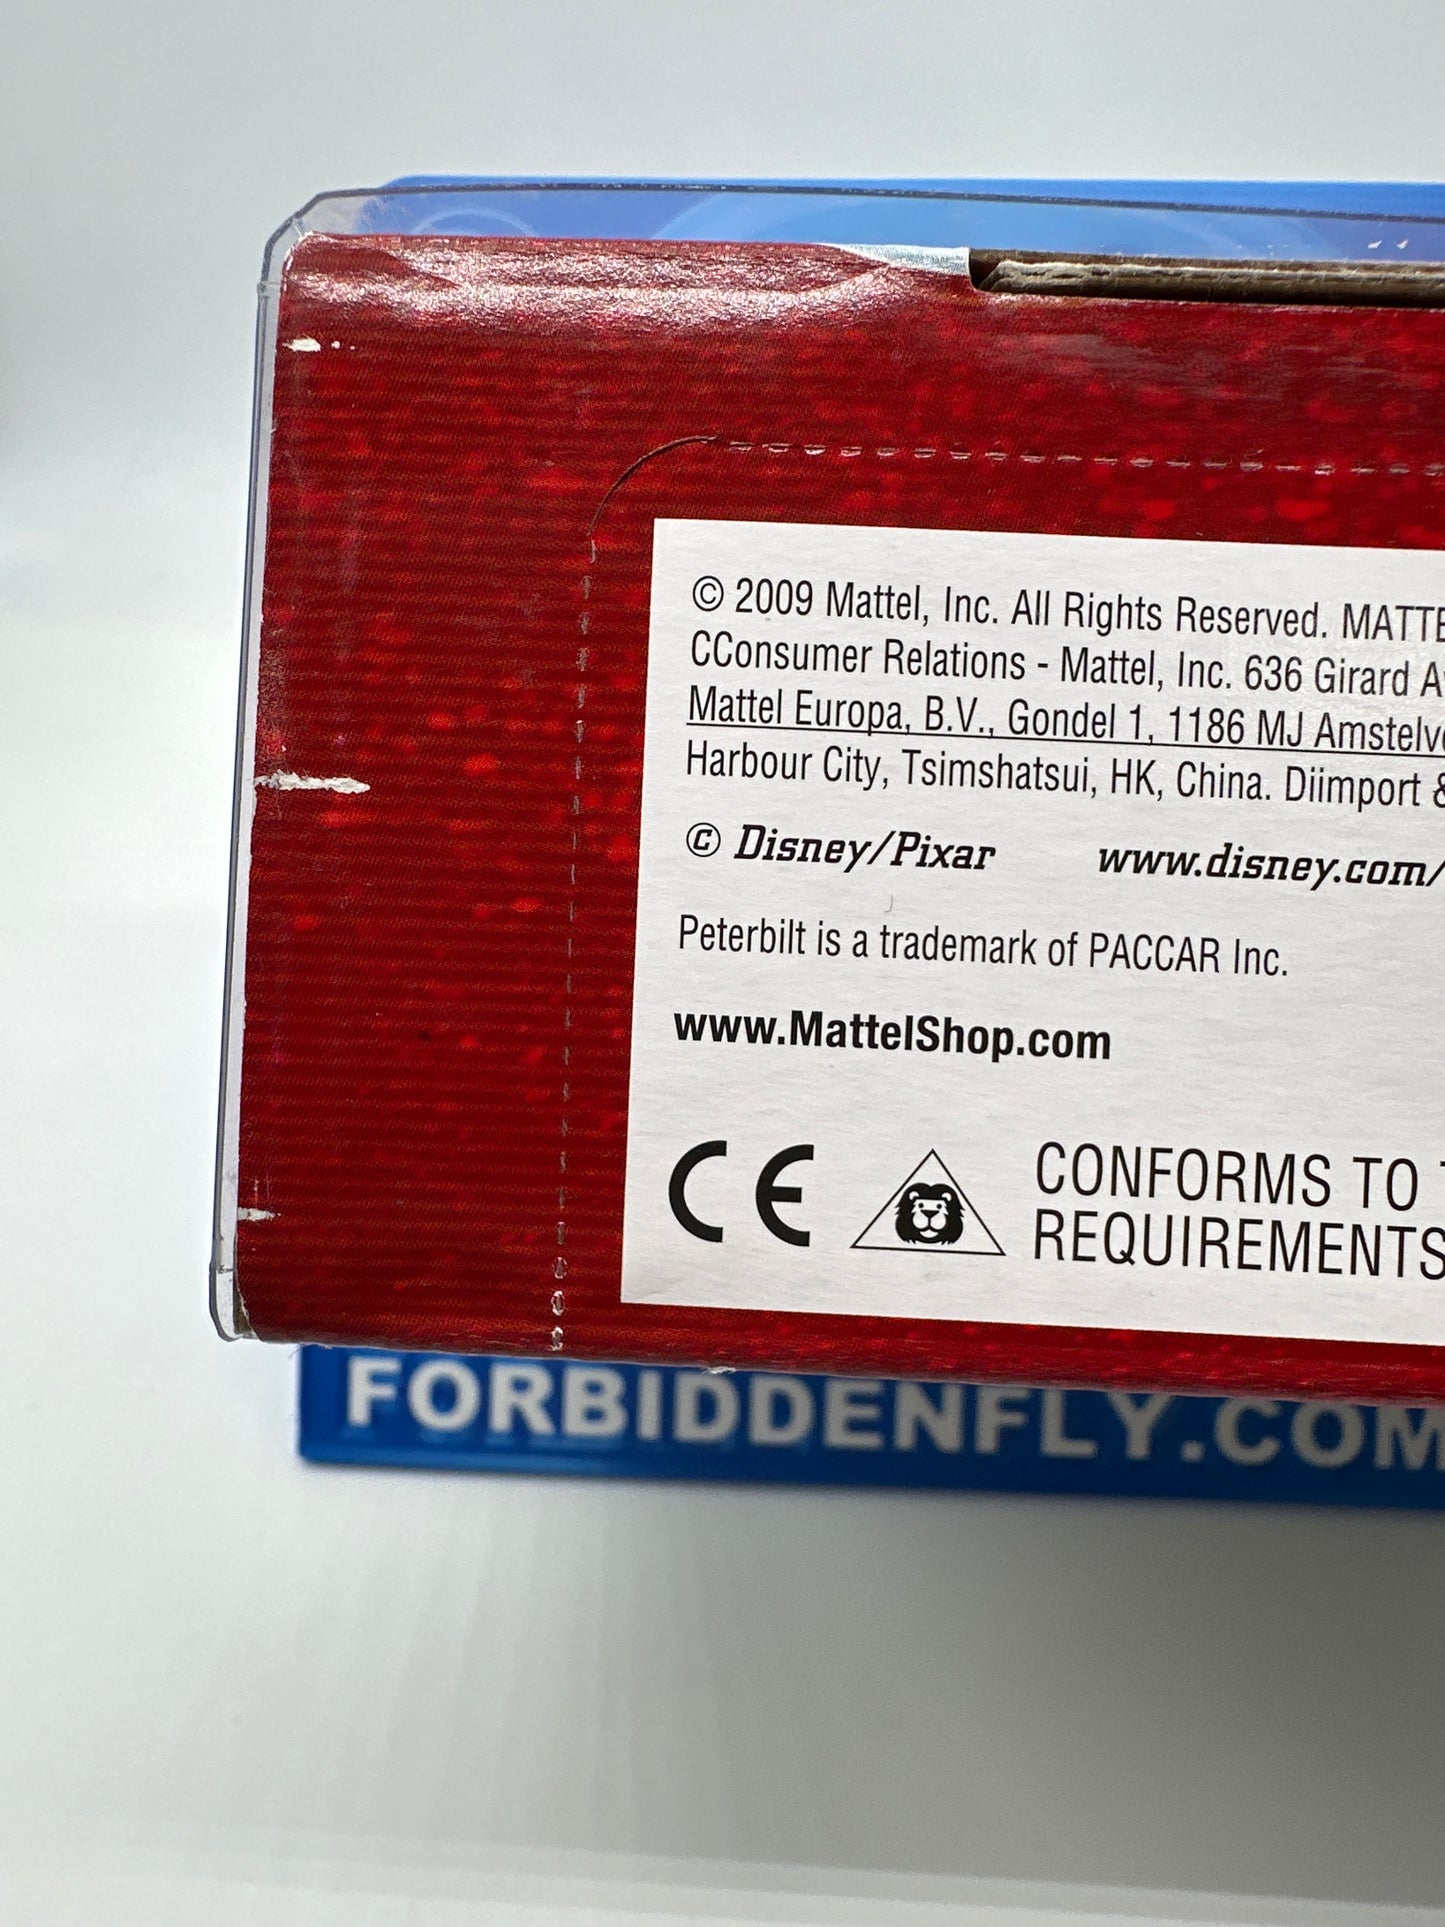 © 2009 Mattel, Inc. All Rights Reserved.
CConsumer Relations - Mattel, Inc. 636 Girard
Mattel Europa, B.V., Gondel 1, 1186 MJ
Harbour City, Tsimshatsui, HK, China. Diimport &
© Disney/Pixar www.disney.com/
Peterbilt is a trademark of PACCAR Inc.
www.MattelShop.com
CE CONFORMS TO
REQUIREMENTS
FORBIDDENFLY.COM